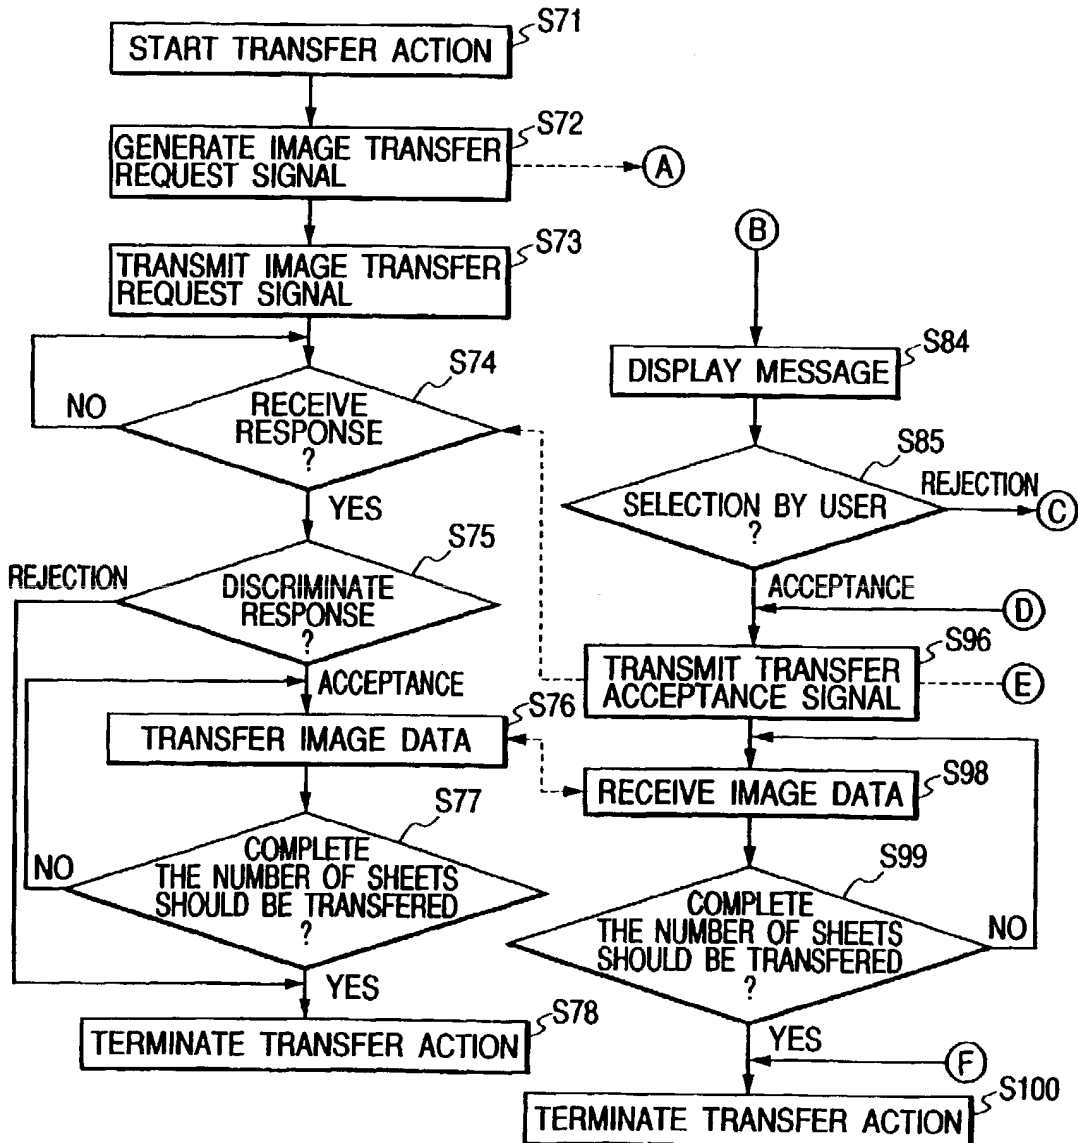 S71
START TRANSFER ACTION
S72
GENERATE IMAGE TRANSFER
REQUEST SIGNAL
A
S73
TRANSMIT IMAGE TRANSFER
REQUEST SIGNAL
S74
RECEIVE
RESPONSE
?
NO
YES
S75
DISCRIMINATE
RESPONSE
?
REJECTION
ACCEPTANCE
S76
TRANSFER IMAGE DATA
S77
COMPLETE
THE NUMBER OF SHEETS
SHOULD BE TRANSFERED
?
NO
YES
S78
TERMINATE TRANSFER ACTION
B
S84
DISPLAY MESSAGE
S85
SELECTION BY USER
?
REJECTION
C
ACCEPTANCE
D
S96
TRANSMIT TRANSFER
ACCEPTANCE SIGNAL
E
S98
RECEIVE IMAGE DATA
S99
COMPLETE
THE NUMBER OF SHEETS
SHOULD BE TRANSFERED
?
NO
YES
F
S100
TERMINATE TRANSFER ACTION